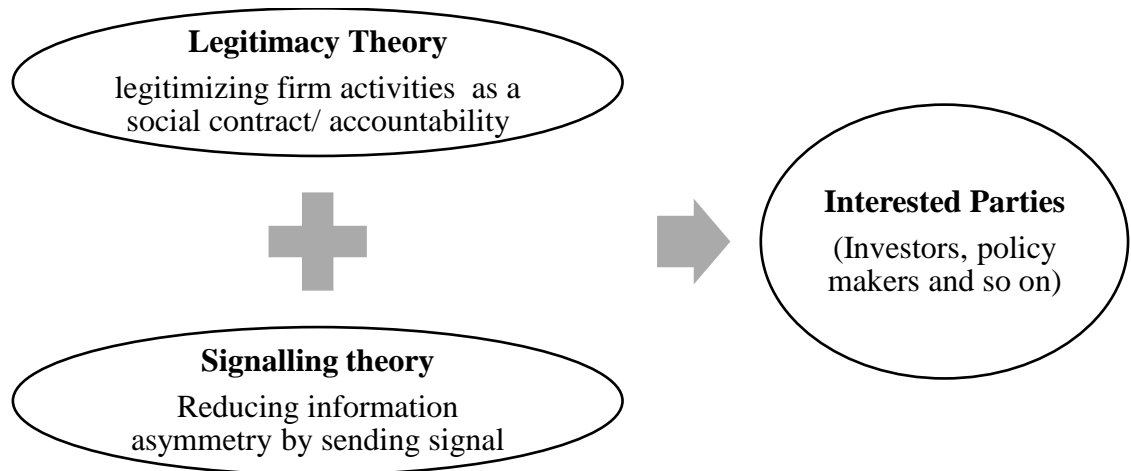 Legitimacy Theory
legitimizing firm activities  as a
social contract/ accountability
Interested Parties
(Investors, policy
makers and so on)
Signalling theory
Reducing information
asymmetry by sending signal